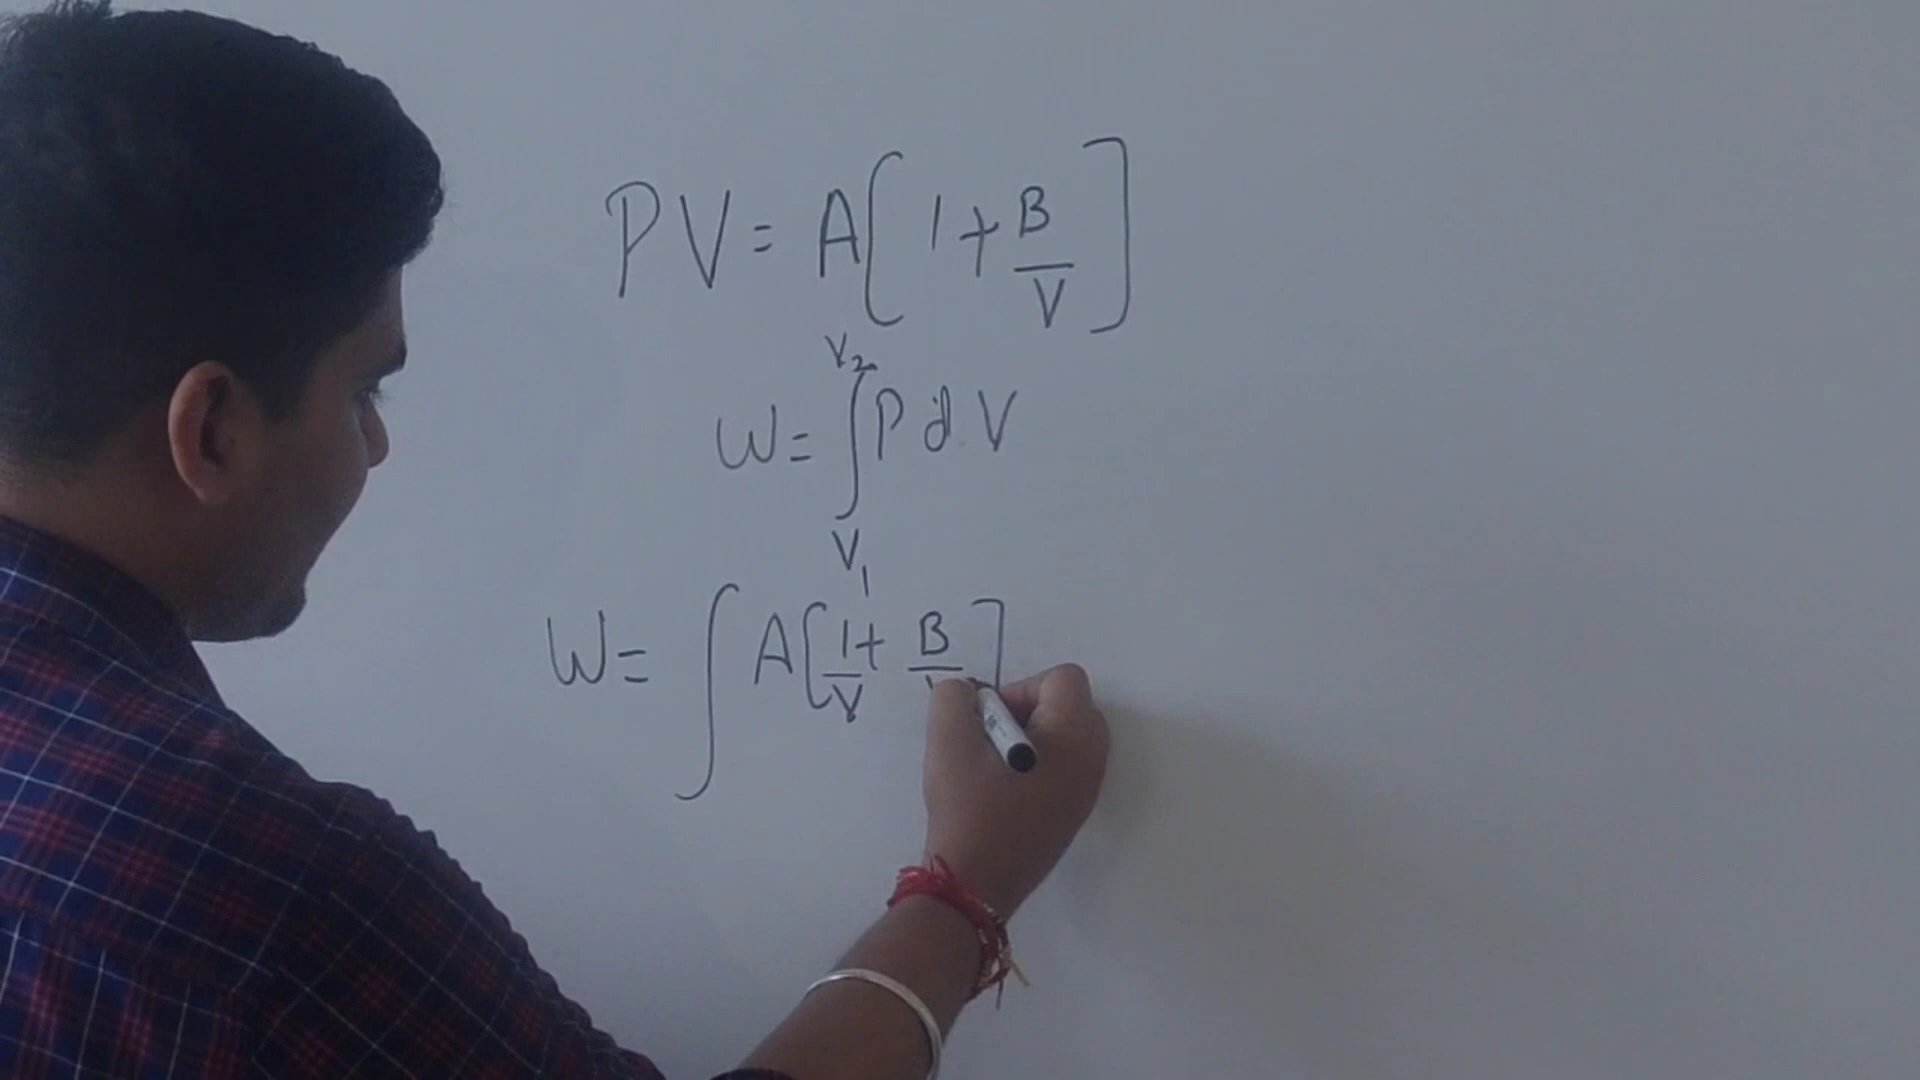 PV = A[1 + B/V]
V2
W = ∫ P dV
V1
W = ∫ A[1/V + B/V]